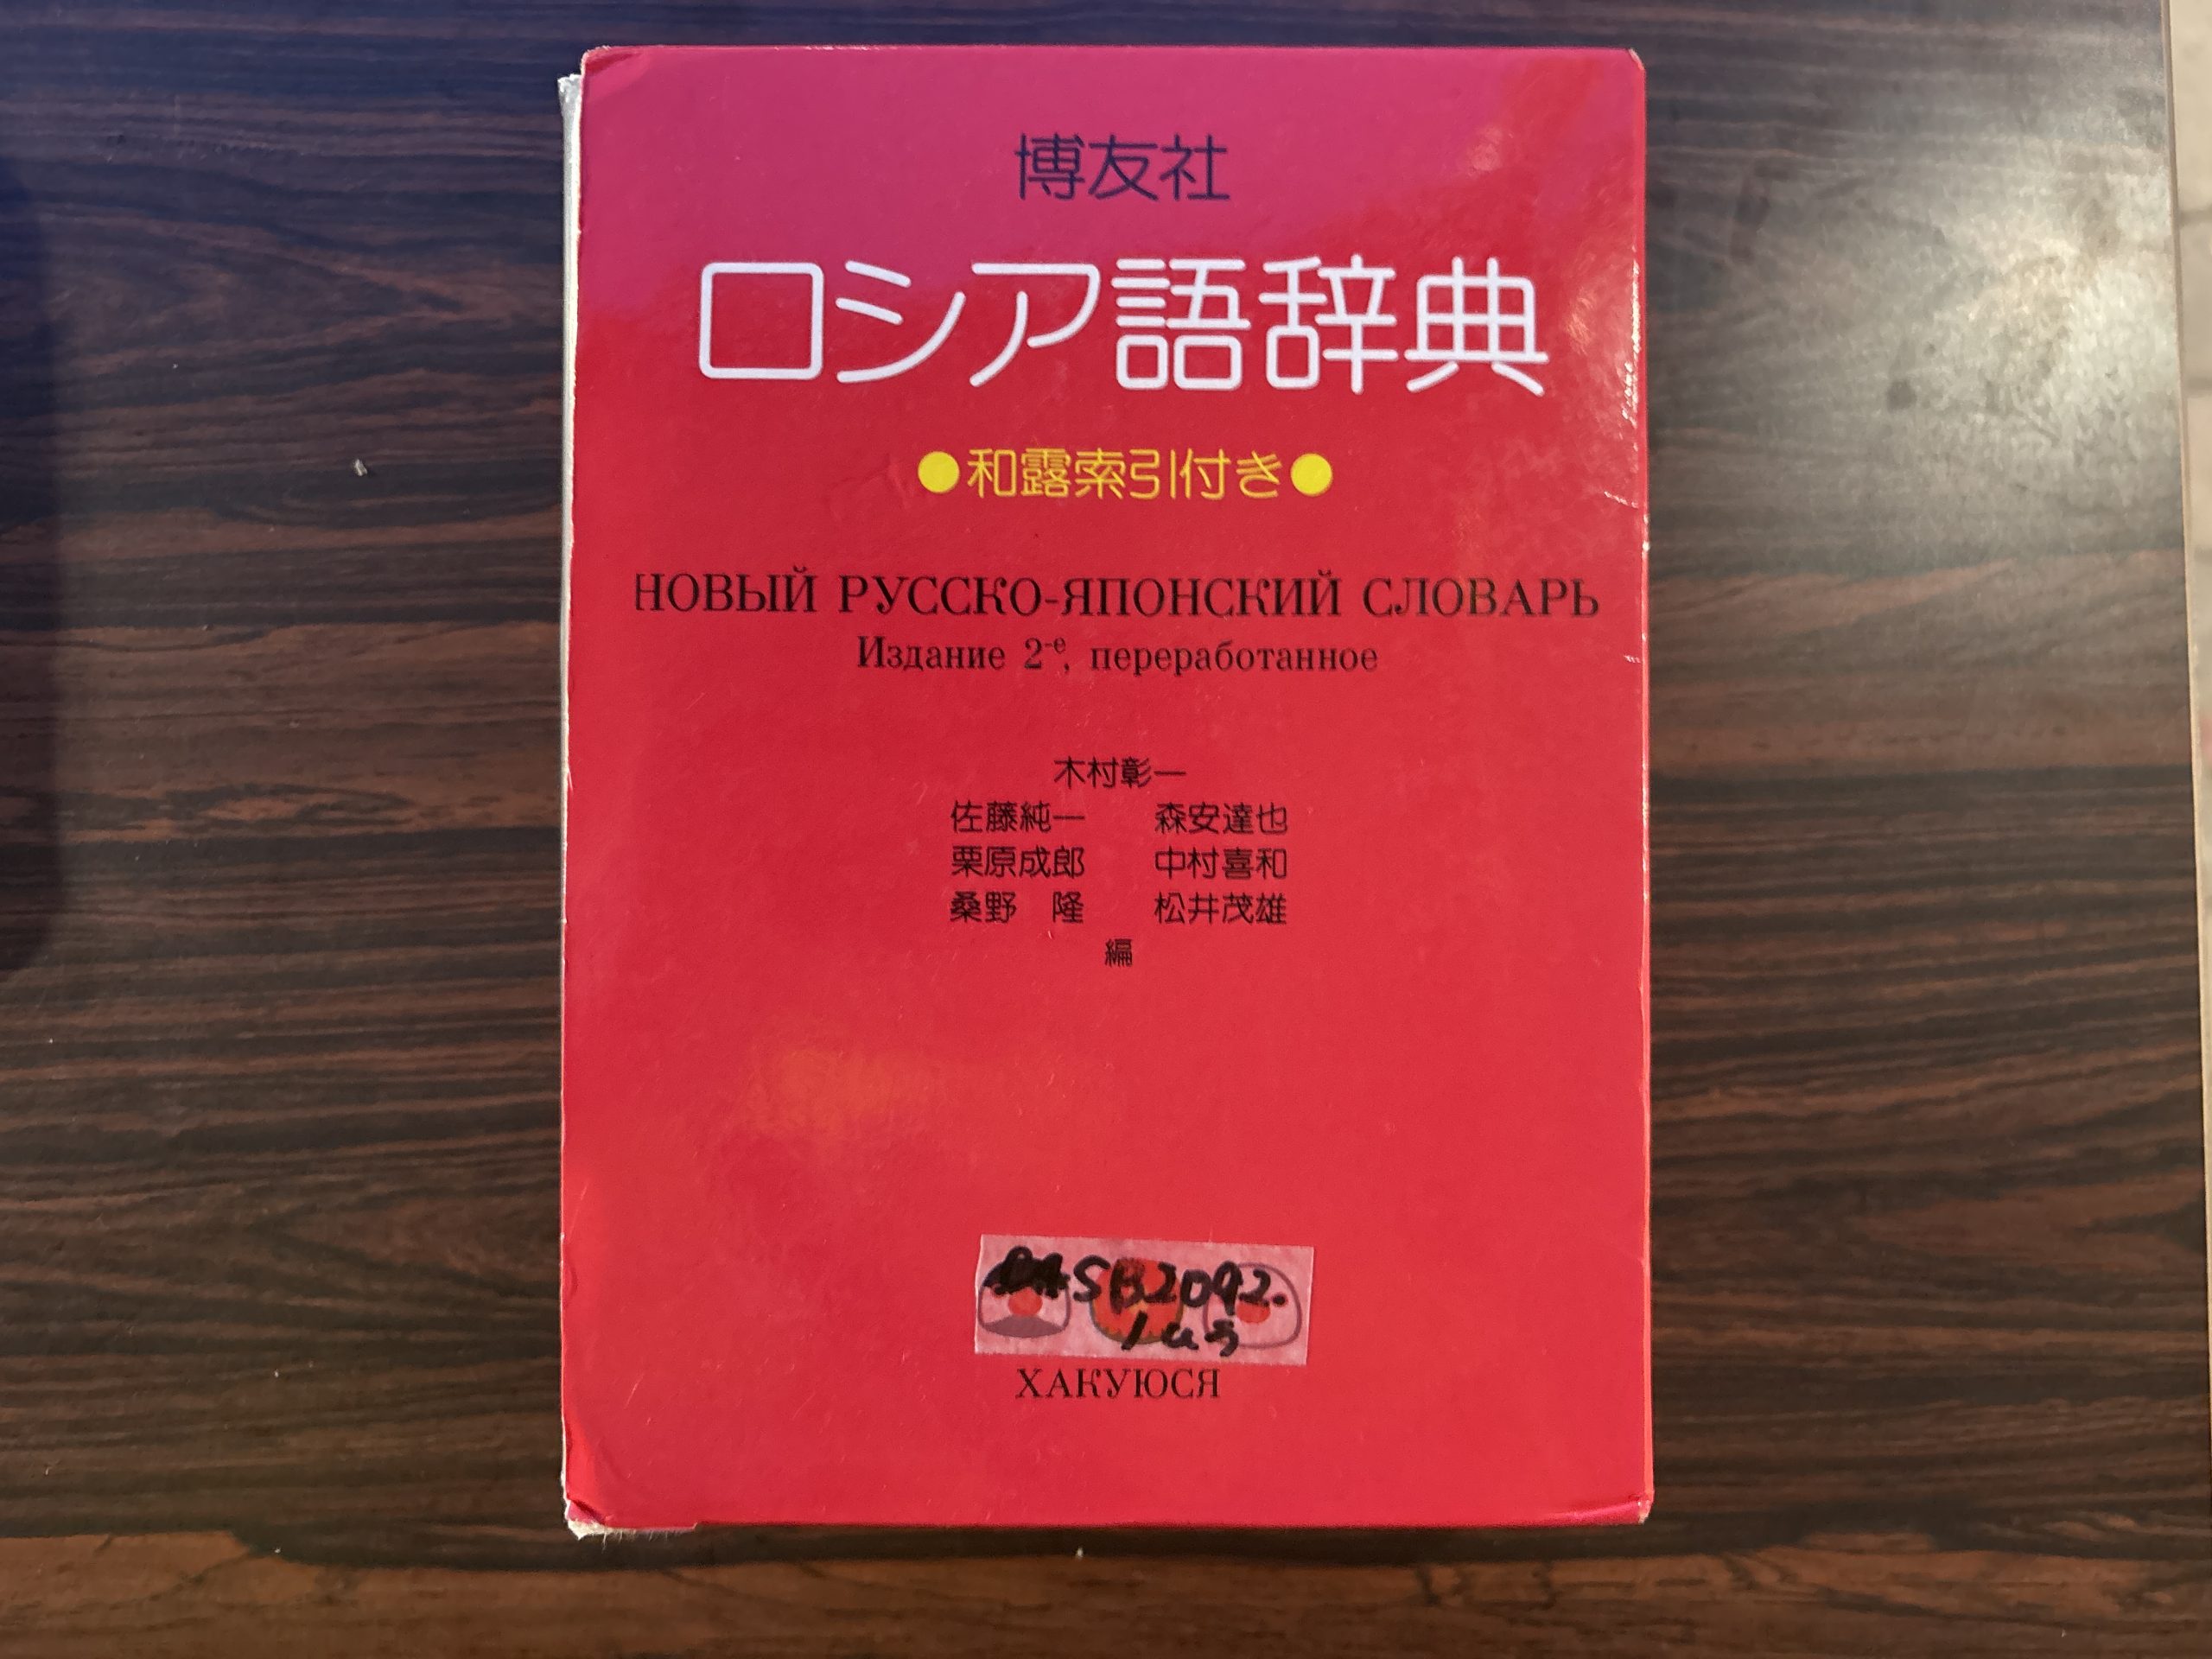 博友社
ロシア語辞典
●和露索引付き●
НОВЫЙ РУССКО-ЯПОНСКИЙ СЛОВАРЬ
Издание 2-е, переработанное
木村彰一
佐藤純一 森安達也
栗原成郎 中村喜和
桑野 隆 松井茂雄
編
SB2092.
ХАКУЮСЯ